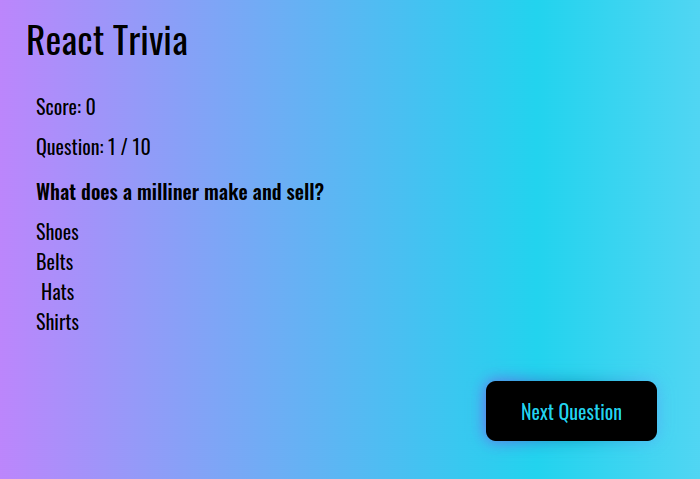 React Trivia
Score: 0
Question: 1 / 10
What does a milliner make and sell?
Shoes
Belts
Hats
Shirts
Next Question